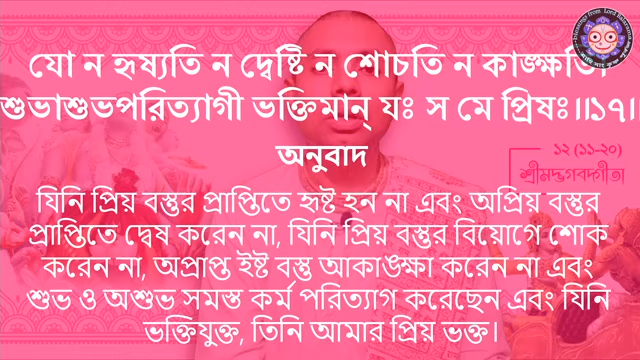 যো ন হৃষ্যতি ন দ্বেষ্টি ন শোচতি ন কাঙ্ক্ষতি
শুভাশুভপরিত্যাগী ভক্তিমান্ যঃ স মে প্রিষঃ॥১৭॥
অনুবাদ
১২ (১১-২০)
শ্রীমদ্ভগবদ্গীতা
যিনি প্রিয় বস্তুর প্রাপ্তিতে হৃষ্ট হন না এবং অপ্রিয় বস্তুর
প্রাপ্তিতে দ্বেষ করেন না, যিনি প্রিয় বস্তুর বিয়োগে শোক
করেন না, অপ্রাপ্ত ইষ্ট বস্তু আকাঙ্ক্ষা করেন না এবং
শুভ ও অশুভ সমস্ত কর্ম পরিত্যাগ করেছেন এবং যিনি
ভক্তিযুক্ত, তিনি আমার প্রিয় ভক্ত।